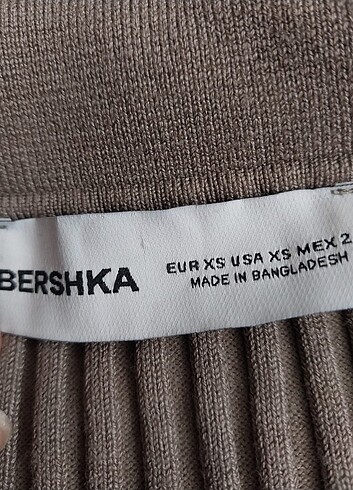 BERSHKA
EUR XS USA XS MEX 2
MADE IN BANGLADESH